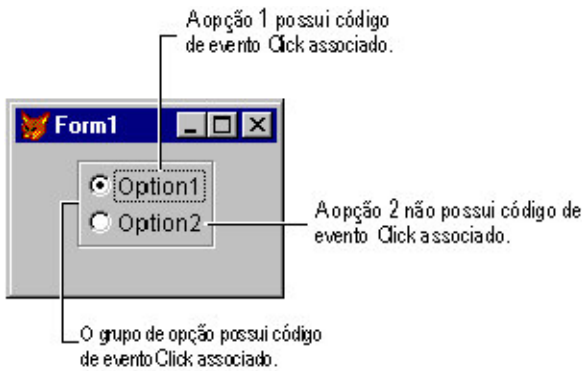 A opção 1 possui código
de evento Click associado.
Form1
Option1
Option2
A opção 2 não possui código de
evento Click associado.
O grupo de opção possui código
de evento Click associado.